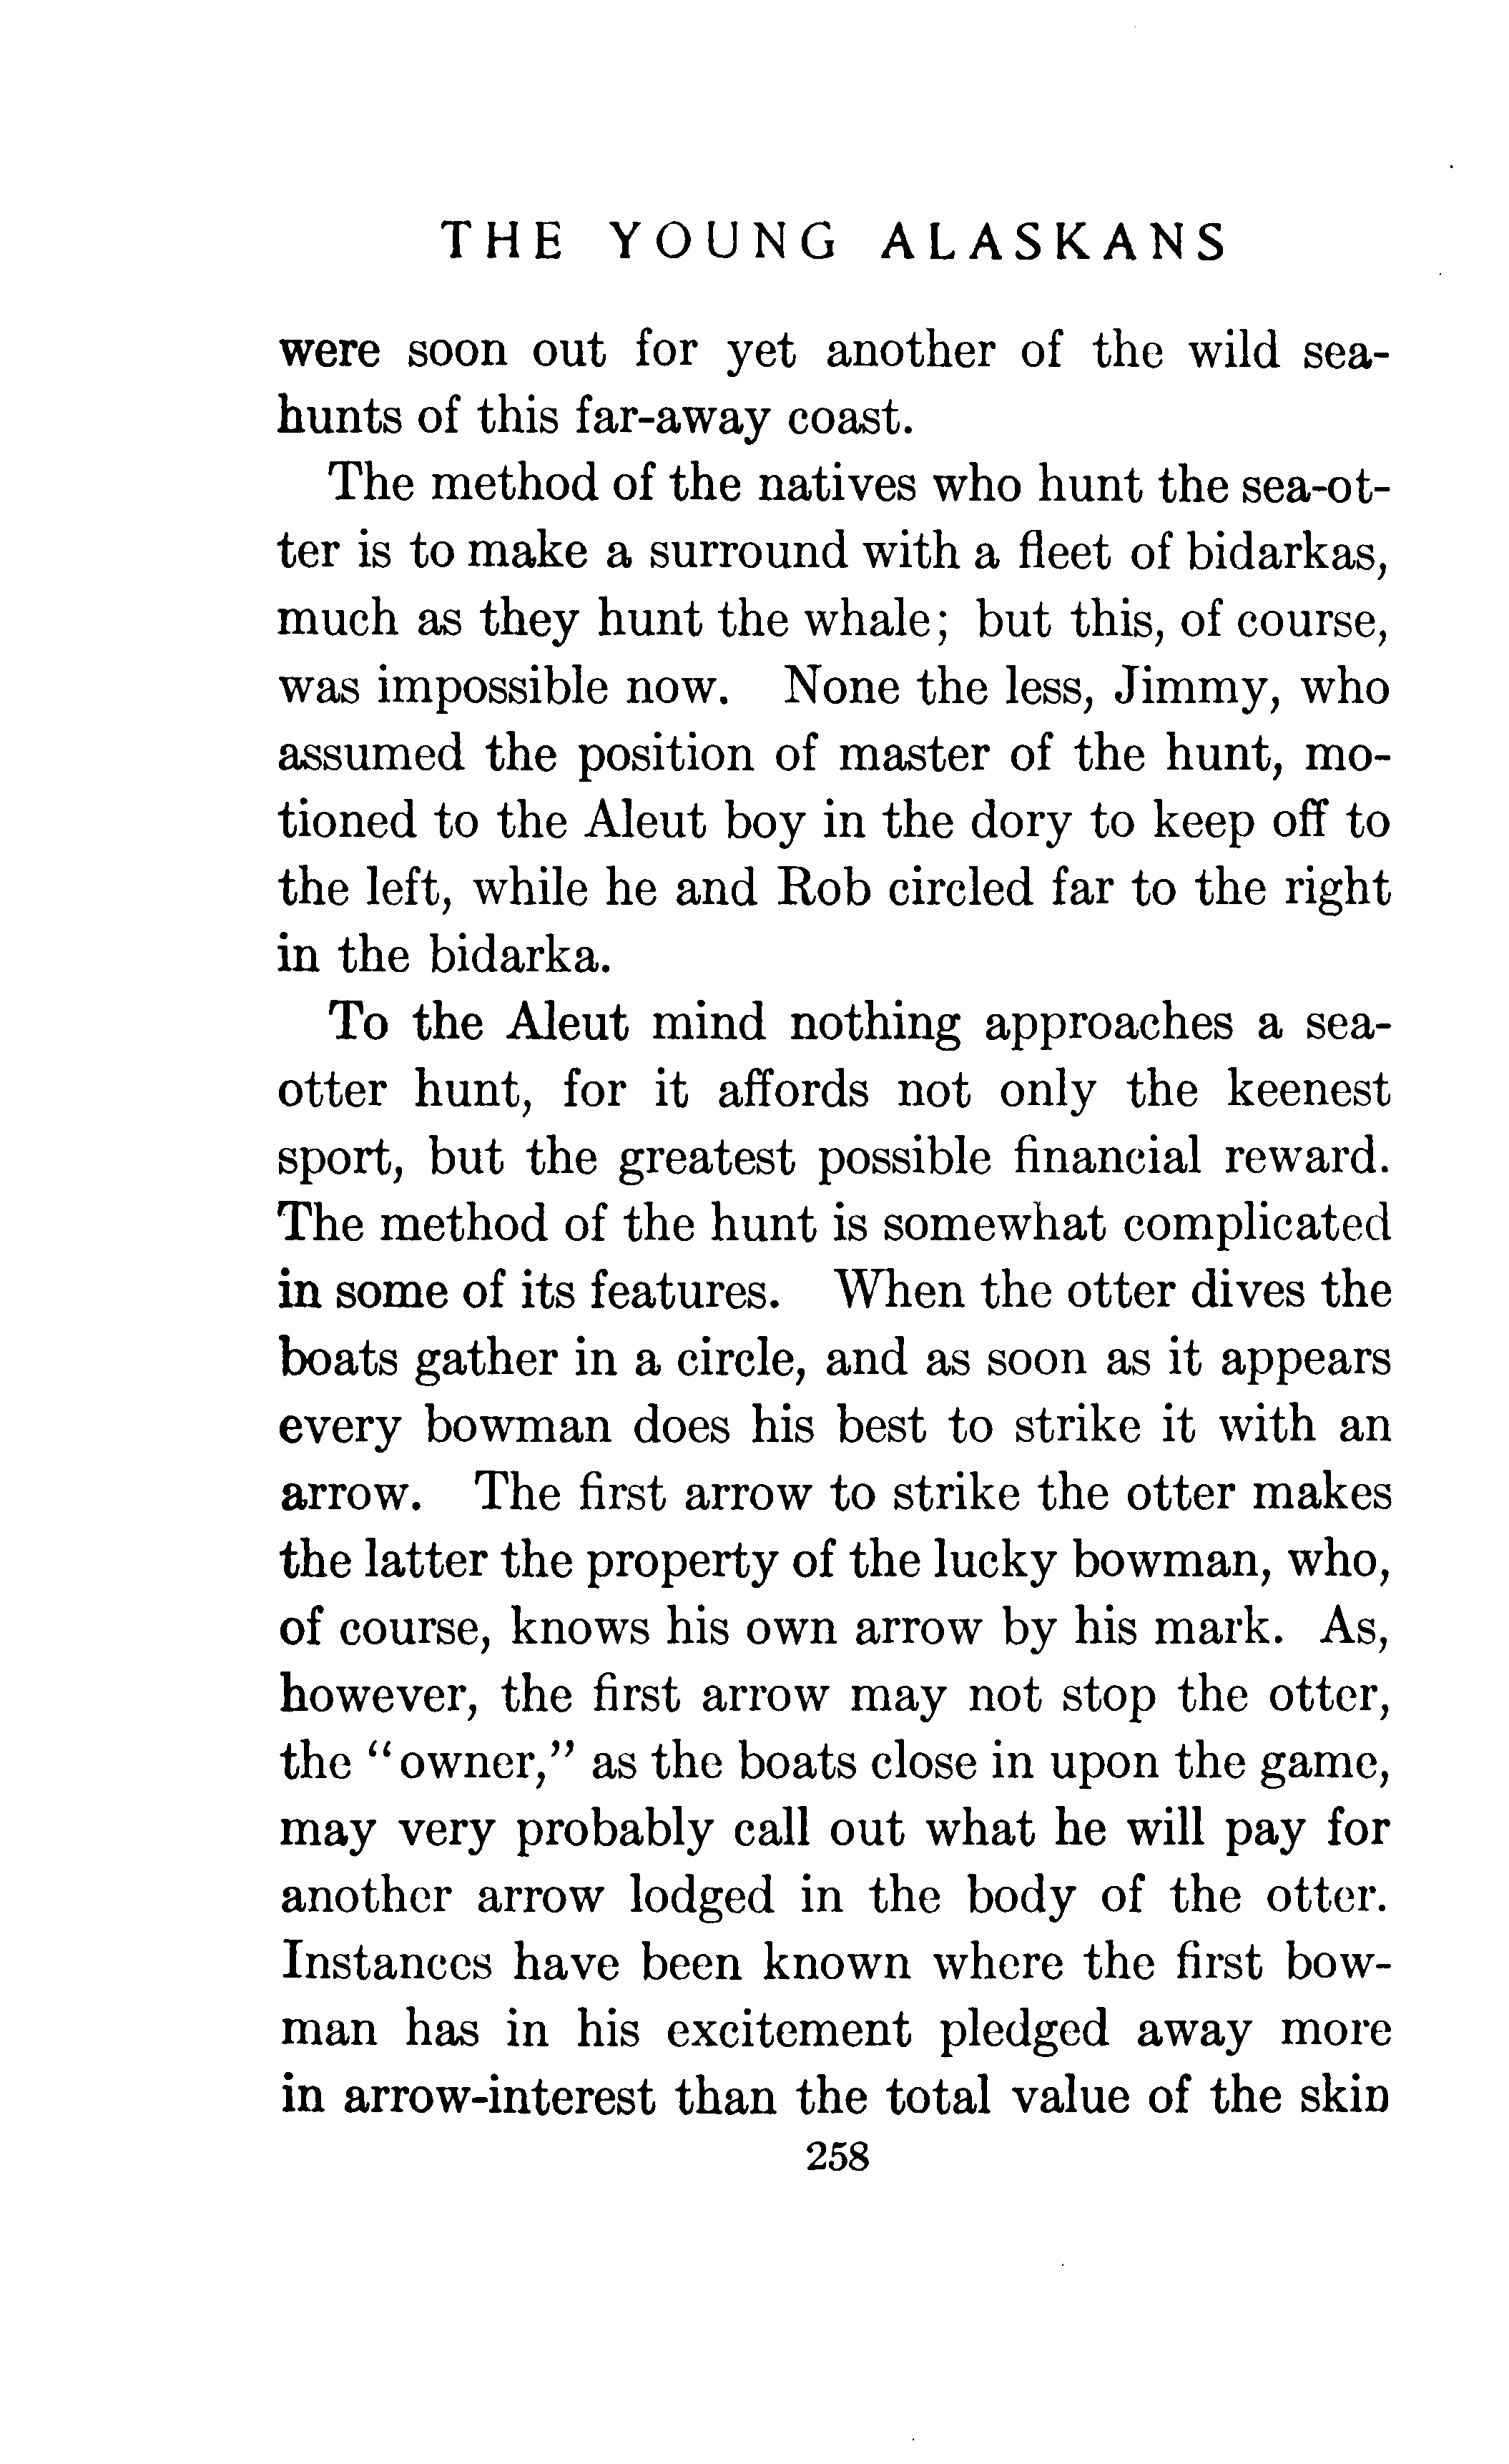 THE YOUNG ALASKANS
were soon out for yet another of the wild sea-
hunts of this far-away coast.
The method of the natives who hunt the sea-ot-
ter is to make a surround with a fleet of bidarkas,
much as they hunt the whale; but this, of course,
was impossible now. None the less, Jimmy, who
assumed the position of master of the hunt, mo-
tioned to the Aleut boy in the dory to keep off to
the left, while he and Rob circled far to the right
in the bidarka.
To the Aleut mind nothing approaches a sea-
otter hunt, for it affords not only the keenest
sport, but the greatest possible financial reward.
The method of the hunt is somewhat complicated
in some of its features. When the otter dives the
boats gather in a circle, and as soon as it appears
every bowman does his best to strike it with an
arrow. The first arrow to strike the otter makes
the latter the property of the lucky bowman, who,
of course, knows his own arrow by his mark. As,
however, the first arrow may not stop the otter,
the "owner," as the boats close in upon the game,
may very probably call out what he will pay for
another arrow lodged in the body of the otter.
Instances have been known where the first bow-
man has in his excitement pledged away more
in arrow-interest than the total value of the skin
258